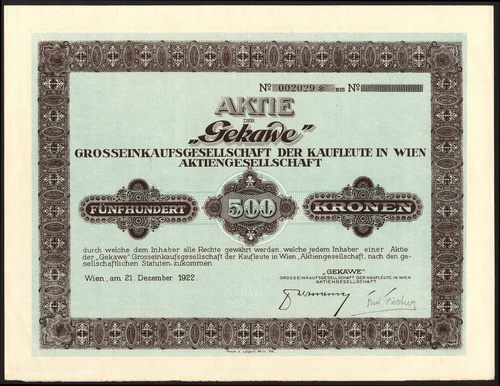 Nº 002029 * BIS Nº
AKTIE
DER
„Gekawe"
GROSSEINKAUFSGESELLSCHAFT DER KAUFLEUTE IN WIEN
AKTIENGESELLSCHAFT
FÜNFHUNDERT 500 KRONEN
durch welche dem Inhaber alle Rechte gewährt werden, welche jedem Inhaber einer Aktie
der „Gekawe" Grosseinkaufsgesellschaft der Kaufleute in Wien, Aktiengesellschaft, nach den ge-
sellschaftlichen Statuten zukommen.
Wien, am 21. Dezember 1922.
„GEKAWE"
GROSSEINKAUFSGESELLSCHAFT DER KAUFLEUTE IN WIEN
AKTIENGESELLSCHAFT